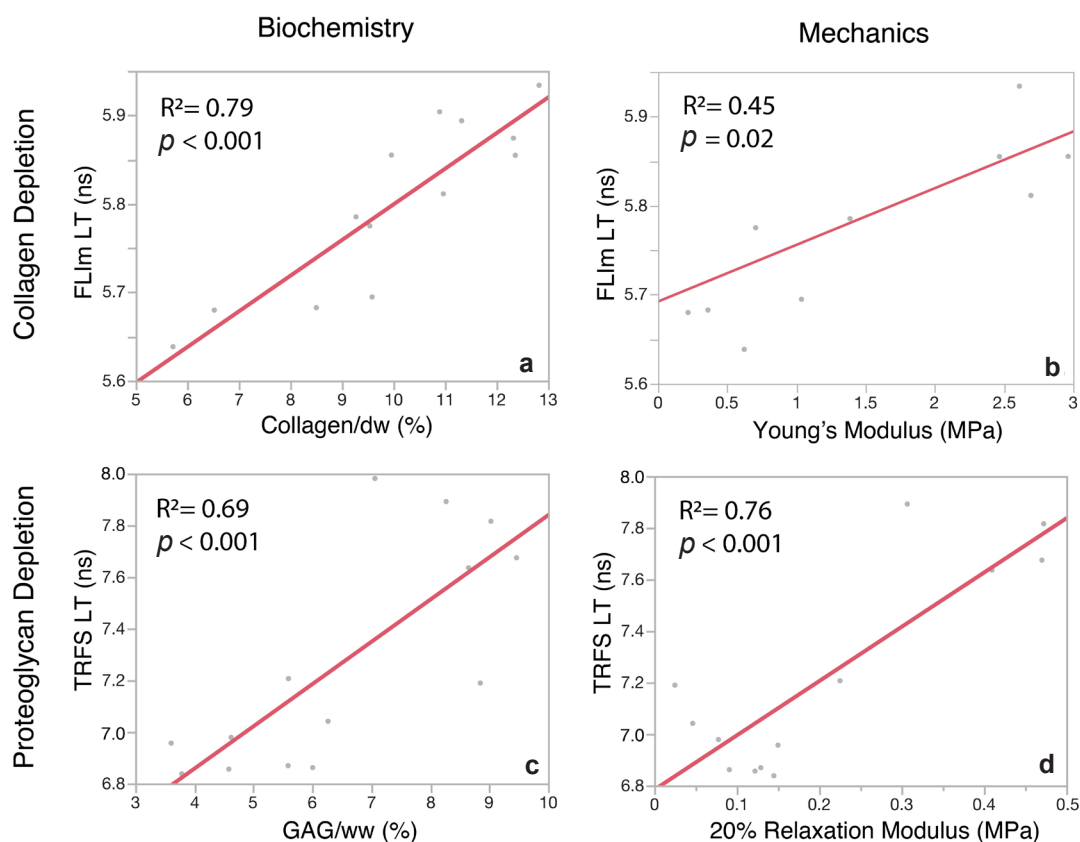 Biochemistry
Mechanics
Collagen Depletion
FLIm LT (ns)
5.9
5.8
5.7
5.6
R²= 0.79
p < 0.001
a
5 6 7 8 9 10 11 12 13
Collagen/dw (%)
FLIm LT (ns)
5.9
5.8
5.7
5.6
R²= 0.45
p = 0.02
b
0 0.5 1 1.5 2 2.5 3
Young’s Modulus (MPa)
Proteoglycan Depletion
TRFS LT (ns)
8.0
7.8
7.6
7.4
7.2
7.0
6.8
R²= 0.69
p < 0.001
c
3 4 5 6 7 8 9 10
GAG/ww (%)
TRFS LT (ns)
8.0
7.8
7.6
7.4
7.2
7.0
6.8
R²= 0.76
p < 0.001
d
0 0.1 0.2 0.3 0.4 0.5
20% Relaxation Modulus (MPa)